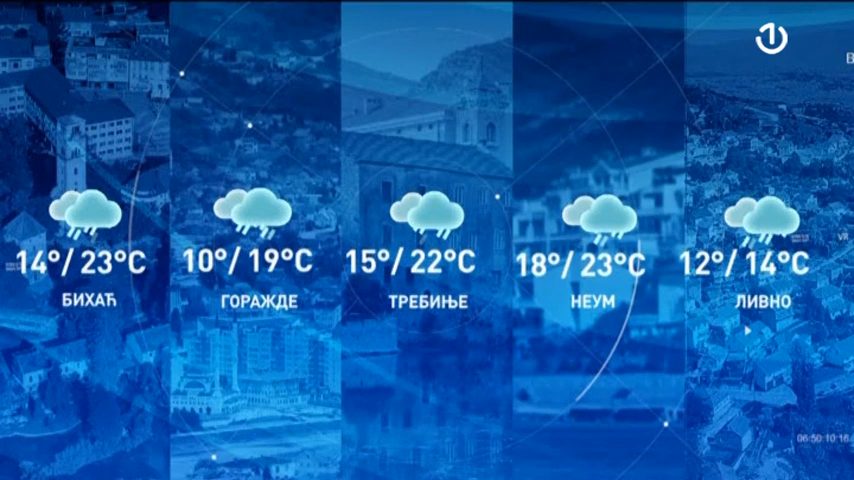 14°/ 23°C
10°/ 19°C
15°/ 22°C
18°/ 23°C
12°/ 14°C
БИХАЋ
ГОРАЖДЕ
ТРЕБИЊЕ
НЕУМ
ЛИВНО